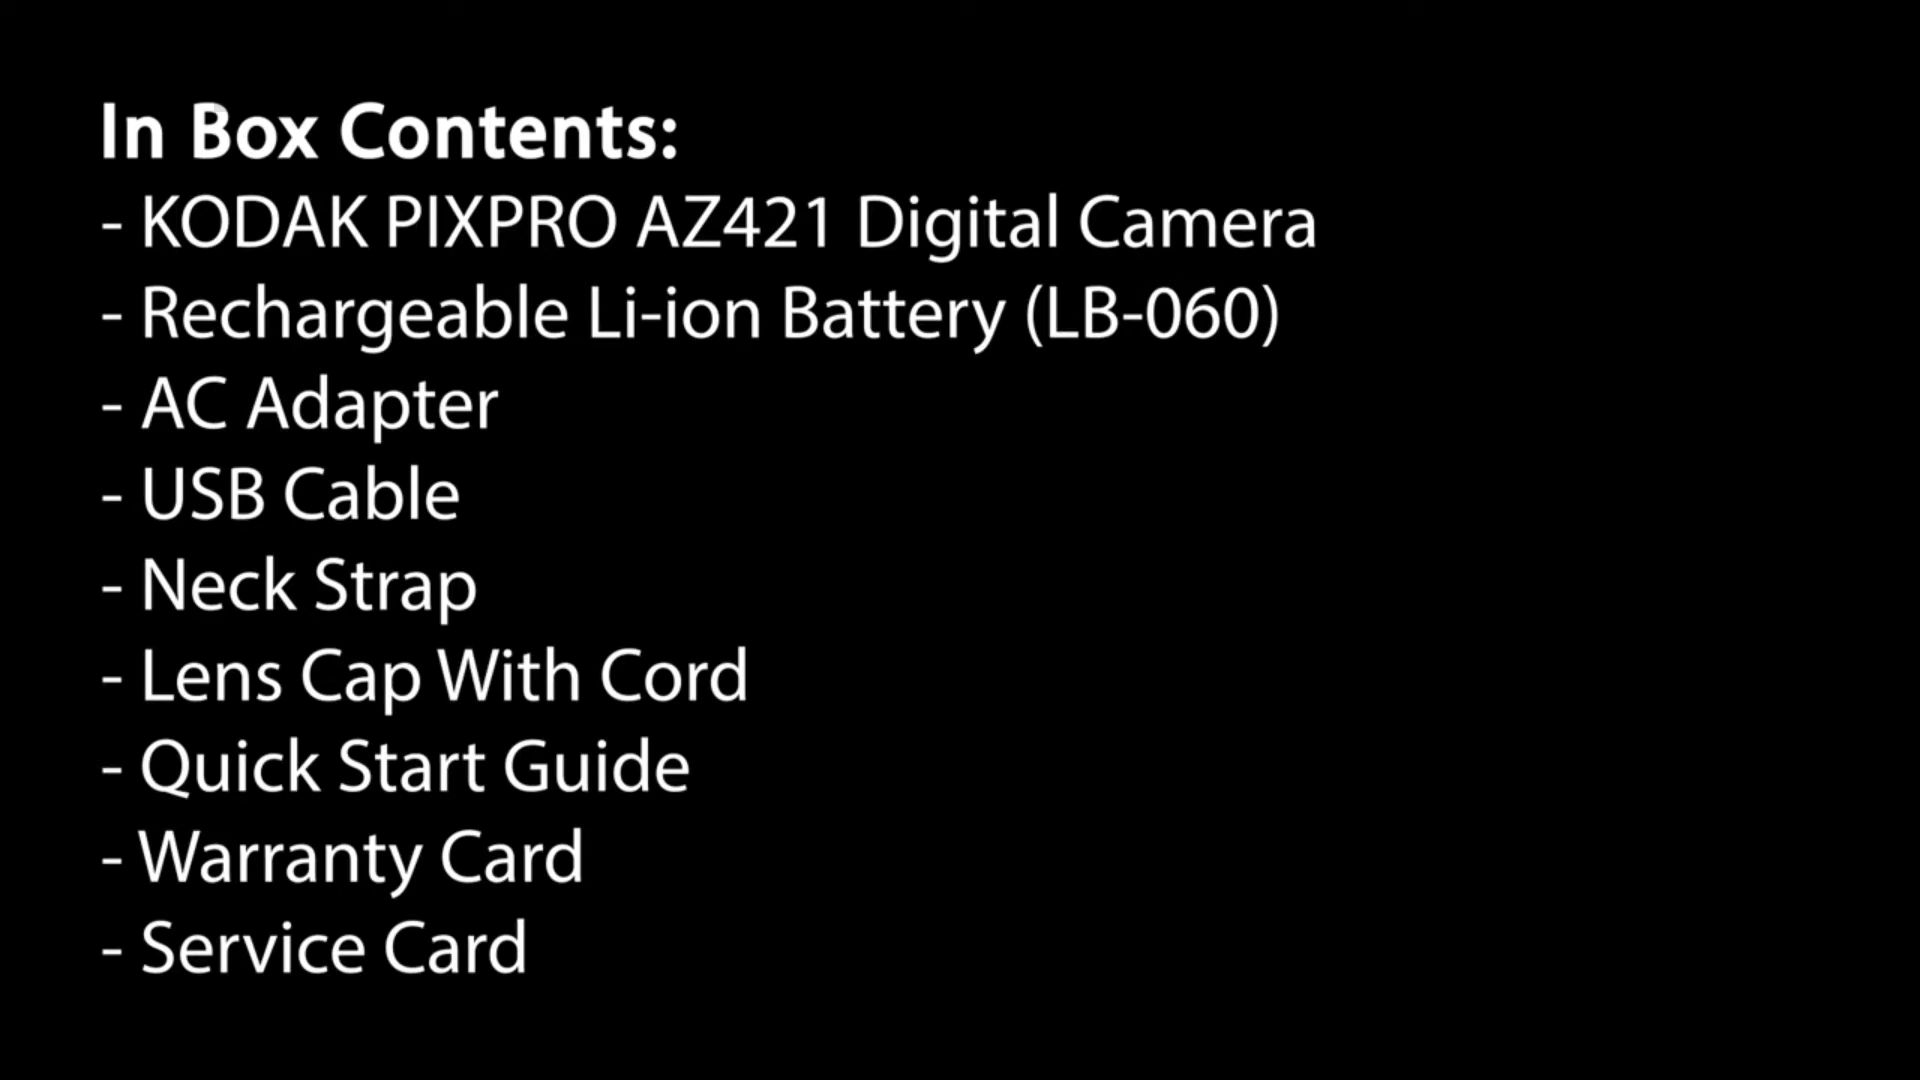 In Box Contents:
- KODAK PIXPRO AZ421 Digital Camera
- Rechargeable Li-ion Battery (LB-060)
- AC Adapter
- USB Cable
- Neck Strap
- Lens Cap With Cord
- Quick Start Guide
- Warranty Card
- Service Card